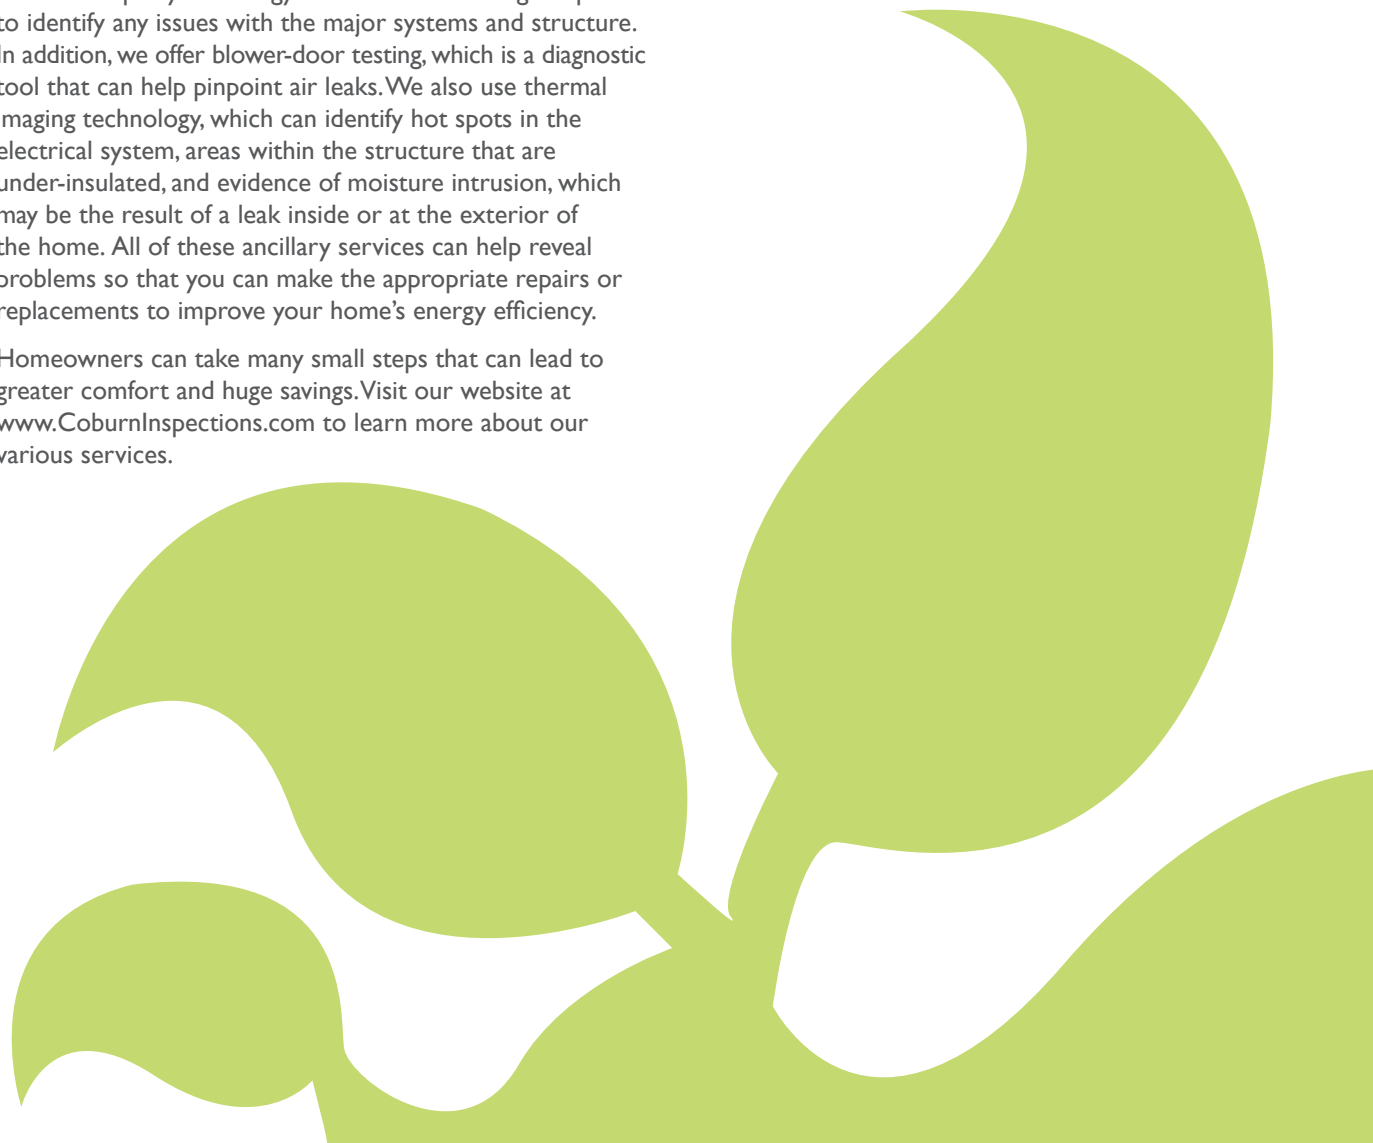 to identify any issues with the major systems and structure.
In addition, we offer blower-door testing, which is a diagnostic
tool that can help pinpoint air leaks. We also use thermal
imaging technology, which can identify hot spots in the
electrical system, areas within the structure that are
under-insulated, and evidence of moisture intrusion, which
may be the result of a leak inside or at the exterior of
the home. All of these ancillary services can help reveal
problems so that you can make the appropriate repairs or
replacements to improve your home’s energy efficiency.
Homeowners can take many small steps that can lead to
greater comfort and huge savings. Visit our website at
www.CoburnInspections.com to learn more about our
various services.